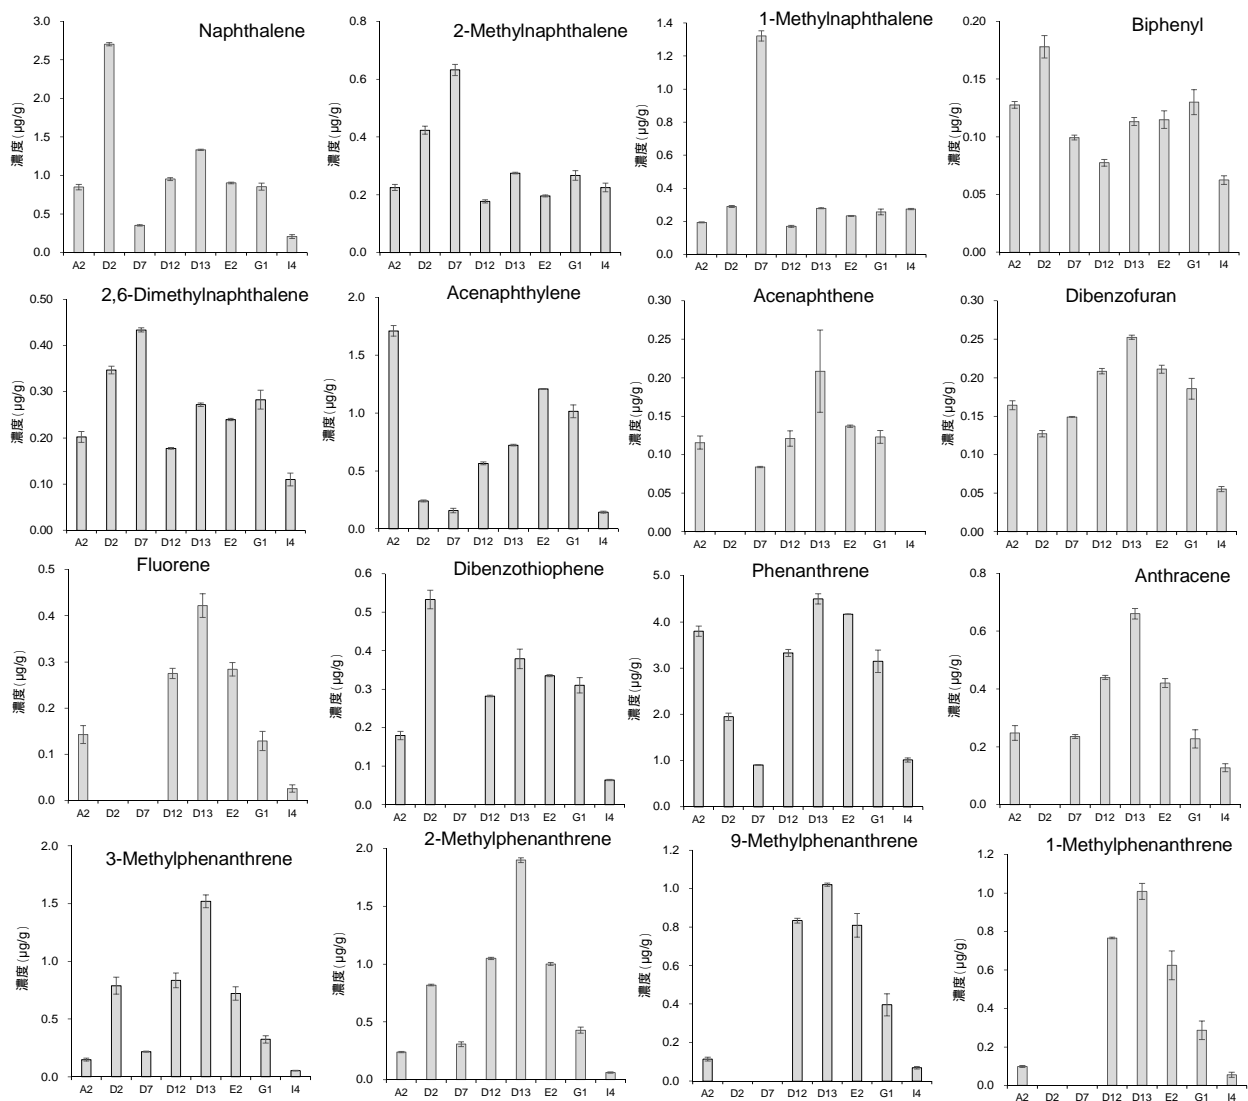 Naphthalene
濃度(µg/g)
3.0
2.5
2.0
1.5
1.0
0.5
0.0
A2 D2 D7 D12 D13 E2 G1 I4
2-Methylnaphthalene
濃度(µg/g)
0.8
0.6
0.4
0.2
0.0
A2 D2 D7 D12 D13 E2 G1 I4
1-Methylnaphthalene
濃度(µg/g)
1.4
1.2
1.0
0.8
0.6
0.4
0.2
0.0
A2 D2 D7 D12 D13 E2 G1 I4
Biphenyl
濃度(µg/g)
0.20
0.15
0.10
0.05
0.00
A2 D2 D7 D12 D13 E2 G1 I4
2,6-Dimethylnaphthalene
濃度(µg/g)
0.50
0.40
0.30
0.20
0.10
0.00
A2 D2 D7 D12 D13 E2 G1 I4
Acenaphthylene
濃度(µg/g)
2.0
1.5
1.0
0.5
0.0
A2 D2 D7 D12 D13 E2 G1 I4
Acenaphthene
濃度(µg/g)
0.30
0.25
0.20
0.15
0.10
0.05
0.00
A2 D2 D7 D12 D13 E2 G1 I4
Dibenzofuran
濃度(µg/g)
0.30
0.25
0.20
0.15
0.10
0.05
0.00
A2 D2 D7 D12 D13 E2 G1 I4
Fluorene
濃度(µg/g)
0.5
0.4
0.3
0.2
0.1
0.0
A2 D2 D7 D12 D13 E2 G1 I4
Dibenzothiophene
濃度(µg/g)
0.6
0.5
0.4
0.3
0.2
0.1
0.0
A2 D2 D7 D12 D13 E2 G1 I4
Phenanthrene
濃度(µg/g)
5.0
4.0
3.0
2.0
1.0
0.0
A2 D2 D7 D12 D13 E2 G1 I4
Anthracene
濃度(µg/g)
0.8
0.6
0.4
0.2
0.0
A2 D2 D7 D12 D13 E2 G1 I4
3-Methylphenanthrene
濃度(µg/g)
2.0
1.5
1.0
0.5
0.0
A2 D2 D7 D12 D13 E2 G1 I4
2-Methylphenanthrene
濃度(µg/g)
2.0
1.5
1.0
0.5
0.0
A2 D2 D7 D12 D13 E2 G1 I4
9-Methylphenanthrene
濃度(µg/g)
1.2
1.0
0.8
0.6
0.4
0.2
0.0
A2 D2 D7 D12 D13 E2 G1 I4
1-Methylphenanthrene
濃度(µg/g)
1.2
1.0
0.8
0.6
0.4
0.2
0.0
A2 D2 D7 D12 D13 E2 G1 I4